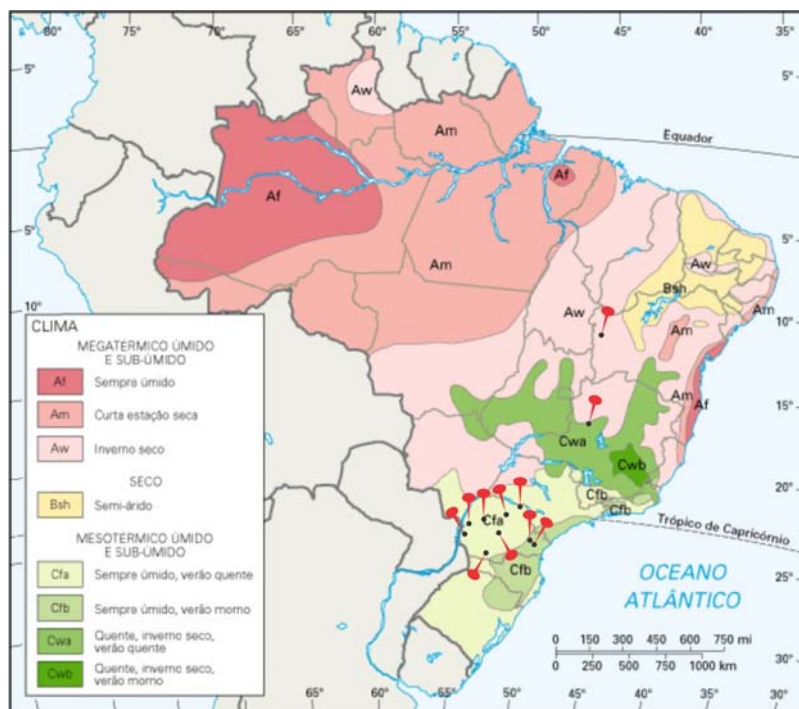 80° 75° 70° 65° 60° 55° 50° 45° 40° 35°
5° 5°
Aw
Am
Equador
Af
Af
5° 5°
Am
Aw
Bsh
Aw
Am
10° 10°
Am
CLIMA
MEGATERMICO ÚMIDO
E SUB-ÚMIDO
Af Sempre úmido
Am Curta estação seca
Aw Inverno seco
SECO
Bsh Semi-árido
MESOTÉRMICO ÚMIDO
E SUB-ÚMIDO
Cfa Sempre úmido, verão quente
Cfb Sempre úmido, verão morno
Cwa Quente, inverno seco,
verão quente
Cwb Quente, inverno seco,
verão morno
15°
Am
Af
Cwa
Cwb
20° 20°
Cfb
Cfb
Cfa
Trópico de Capricórnio
25° 25°
Cfb
OCEANO
ATLÂNTICO
0 150 300 450 600 750 mi
0 250 500 750 1000 km
30° 30°
65° 60° 55° 50° 45° 40° 35°